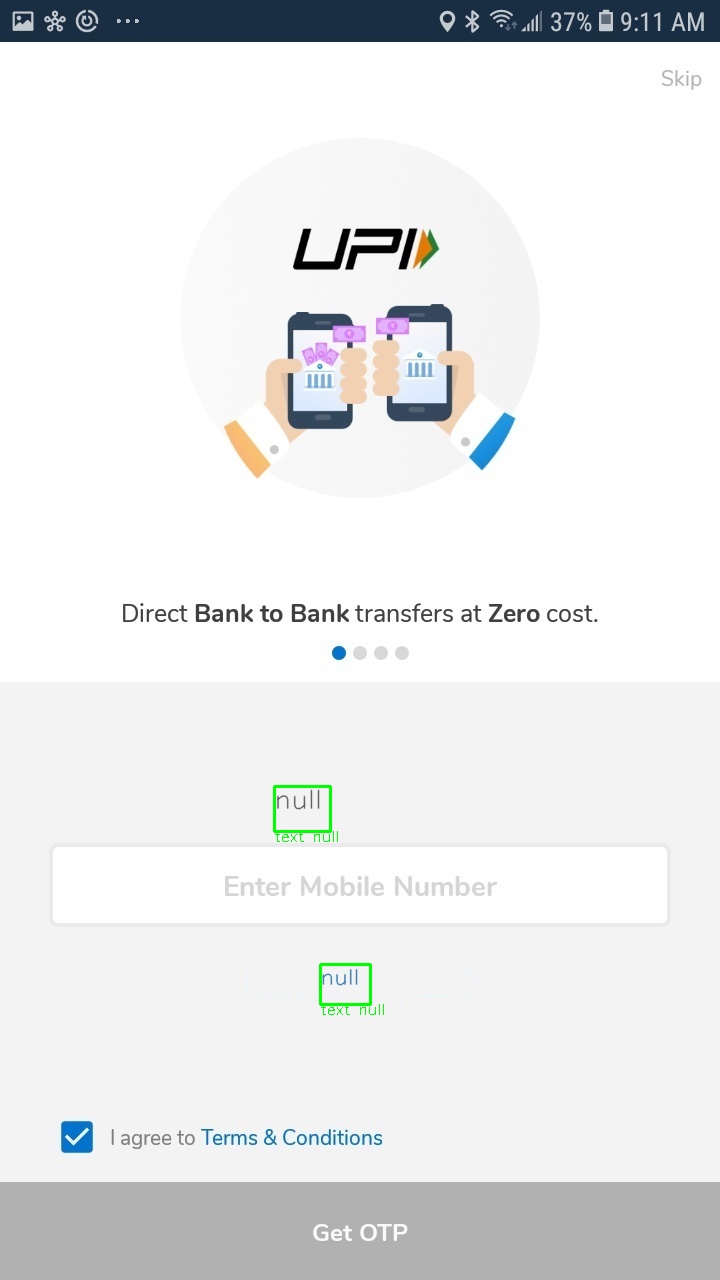 37% 9:11 AM
Skip
UPI
Direct Bank to Bank transfers at Zero cost.
null
text null
Enter Mobile Number
null
text null
I agree to Terms & Conditions
Get OTP